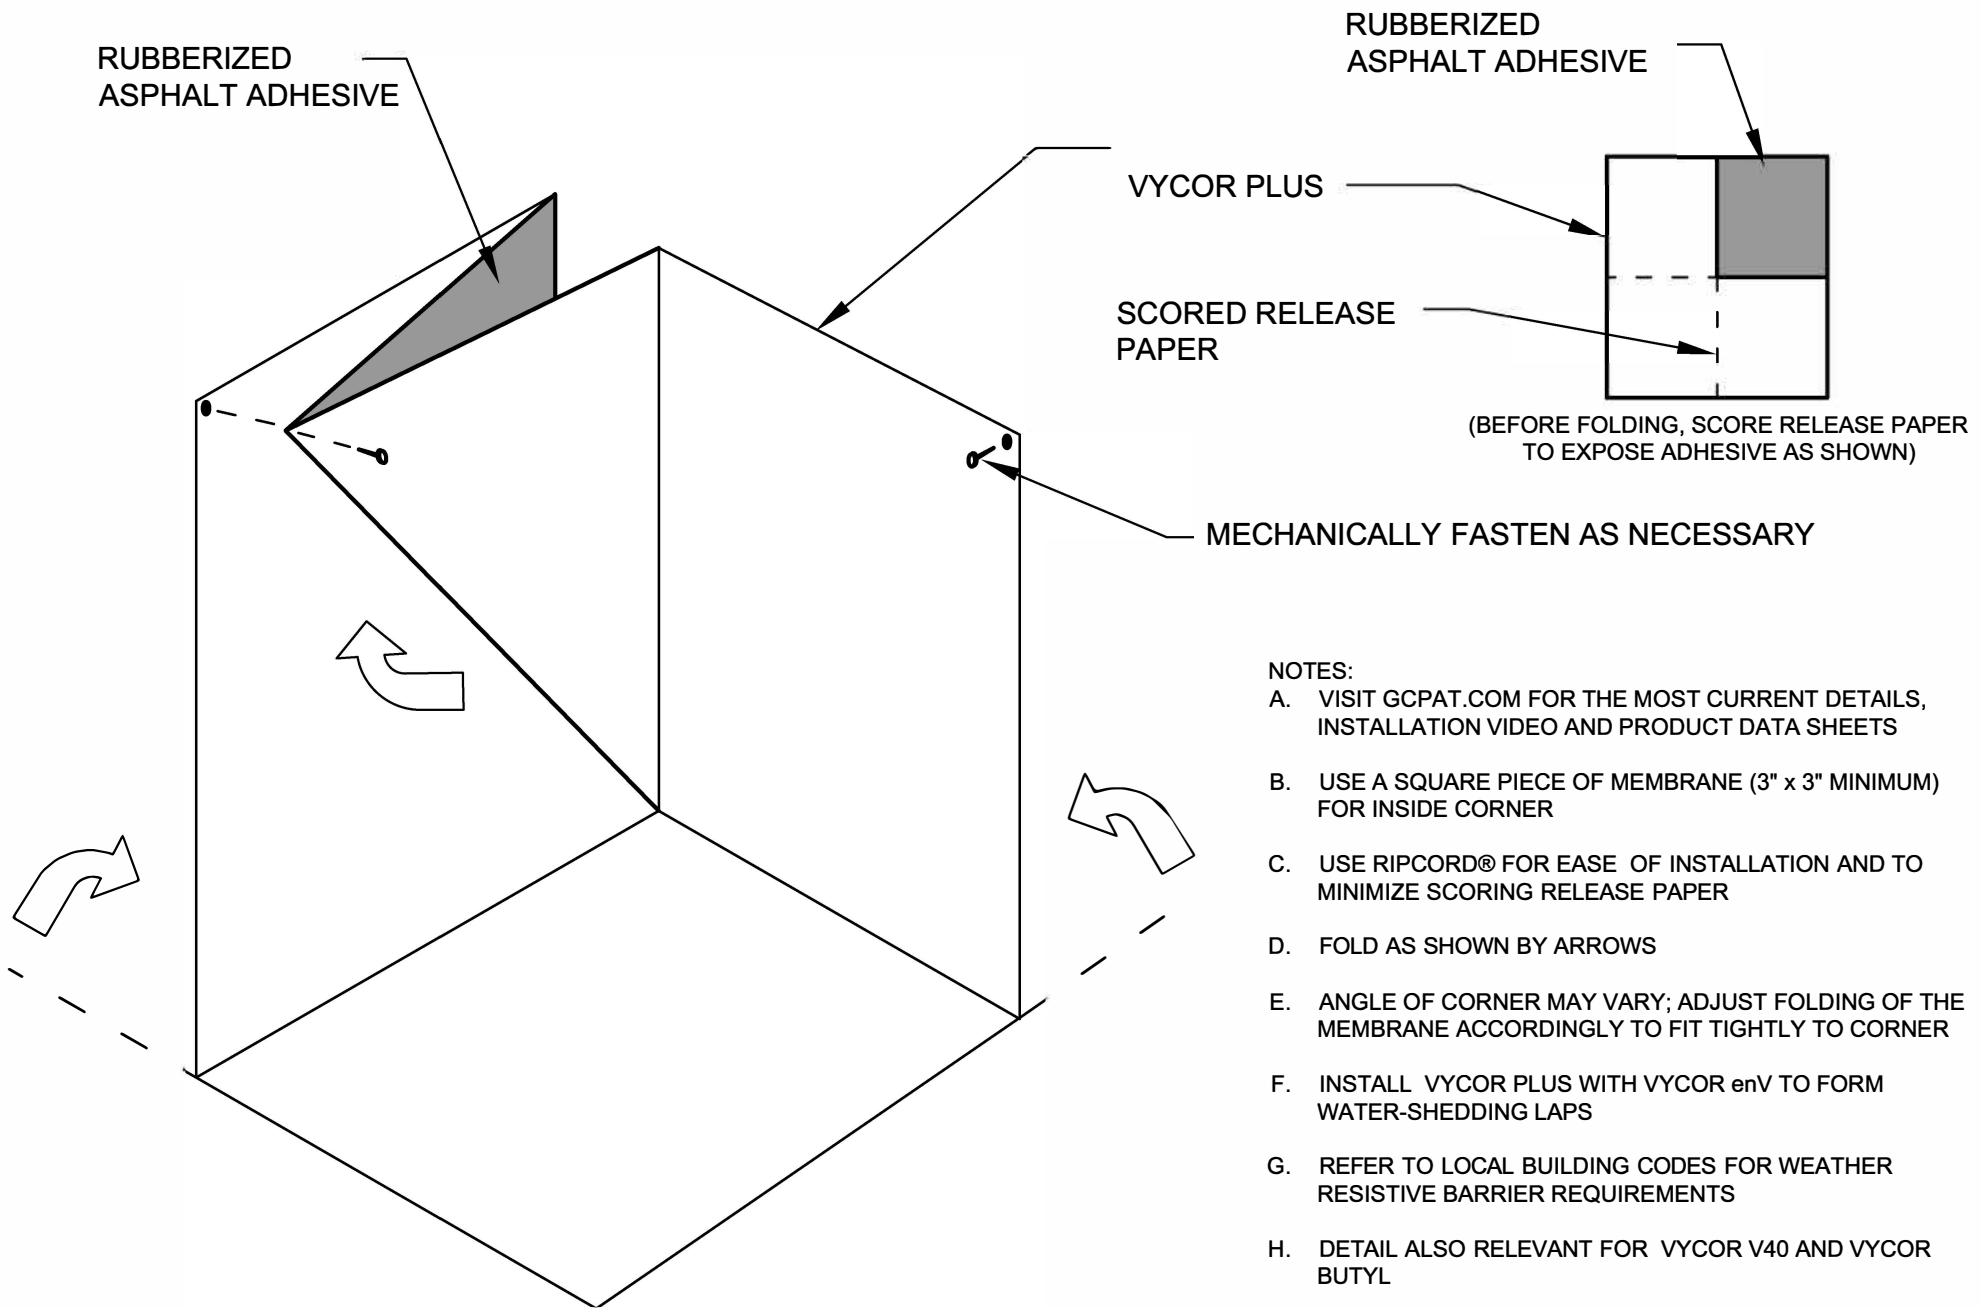 RUBBERIZED
ASPHALT ADHESIVE
RUBBERIZED
ASPHALT ADHESIVE
VYCOR PLUS
SCORED RELEASE
PAPER
(BEFORE FOLDING, SCORE RELEASE PAPER
TO EXPOSE ADHESIVE AS SHOWN)
MECHANICALLY FASTEN AS NECESSARY
NOTES:
A. VISIT GCPAT.COM FOR THE MOST CURRENT DETAILS,
INSTALLATION VIDEO AND PRODUCT DATA SHEETS
B. USE A SQUARE PIECE OF MEMBRANE (3" x 3" MINIMUM)
FOR INSIDE CORNER
C. USE RIPCORD® FOR EASE OF INSTALLATION AND TO
MINIMIZE SCORING RELEASE PAPER
D. FOLD AS SHOWN BY ARROWS
E. ANGLE OF CORNER MAY VARY; ADJUST FOLDING OF THE
MEMBRANE ACCORDINGLY TO FIT TIGHTLY TO CORNER
F. INSTALL VYCOR PLUS WITH VYCOR enV TO FORM
WATER-SHEDDING LAPS
G. REFER TO LOCAL BUILDING CODES FOR WEATHER
RESISTIVE BARRIER REQUIREMENTS
H. DETAIL ALSO RELEVANT FOR VYCOR V40 AND VYCOR
BUTYL